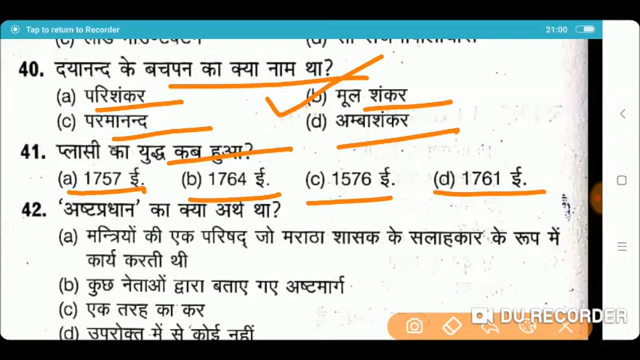 Tap to return to Recorder 21:00
40. दयानन्द के बचपन का क्या नाम था?
(a) परिशंकर (b) मूल शंकर
(c) परमानन्द (d) अम्बाशंकर
41. प्लासी का युद्ध कब हुआ?
(a) 1757 ई. (b) 1764 ई. (c) 1576 ई. (d) 1761 ई.
42. 'अष्टप्रधान' का क्या अर्थ था?
(a) मन्त्रियों की एक परिषद् जो मराठा शासक के सलाहकार के रूप में
कार्य करती थी
(b) कुछ नेताओं द्वारा बताए गए अष्टमार्ग
(c) एक तरह का कर
(d) उपरोक्त में से कोई नहीं
DU RECORDER